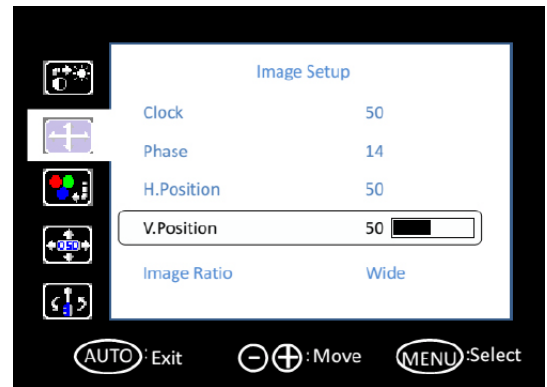 Image Setup
Clock 50
Phase 14
H.Position 50
V.Position 50
Image Ratio Wide
AUTO : Exit - + : Move MENU :Select